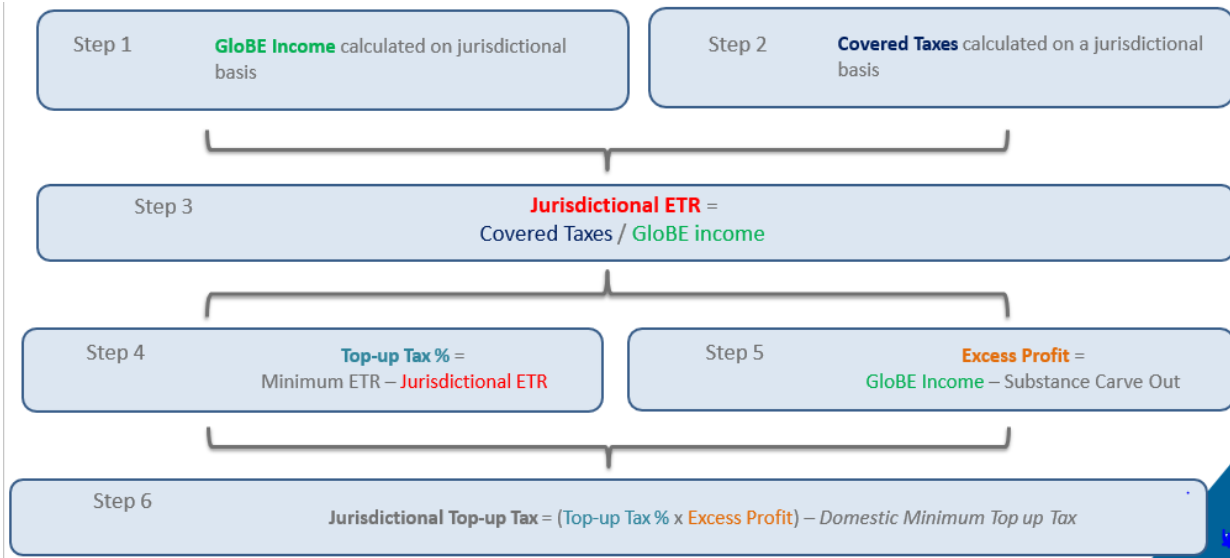 Step 1
GloBE Income calculated on jurisdictional
basis
Step 2
Covered Taxes calculated on a jurisdictional
basis
Step 3
Jurisdictional ETR =
Covered Taxes / GloBE income
Step 4
Top-up Tax % =
Minimum ETR – Jurisdictional ETR
Step 5
Excess Profit =
GloBE Income – Substance Carve Out
Step 6
Jurisdictional Top-up Tax = (Top-up Tax % x Excess Profit) – Domestic Minimum Top up Tax